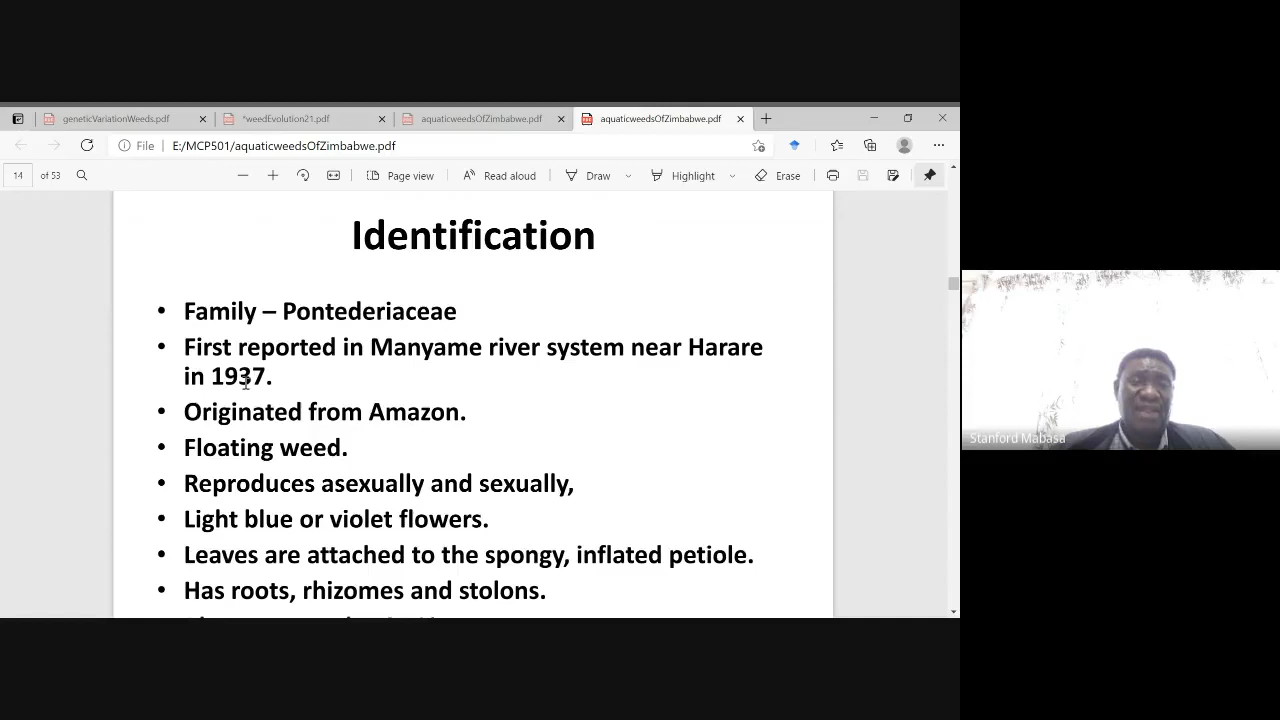 geneticVariationWeeds.pdf
*weedEvolution21.pdf
aquaticweedsOfZimbabwe.pdf
aquaticweedsOfZimbabwe.pdf
File | E:/MCP501/aquaticweedsOfZimbabwe.pdf
14 of 53
Page view
Read aloud
Draw
Highlight
Erase
Identification
• Family – Pontederiaceae
• First reported in Manyame river system near Harare
in 1937.
• Originated from Amazon.
• Floating weed.
• Reproduces asexually and sexually,
• Light blue or violet flowers.
• Leaves are attached to the spongy, inflated petiole.
• Has roots, rhizomes and stolons.
Stanford Mabasa